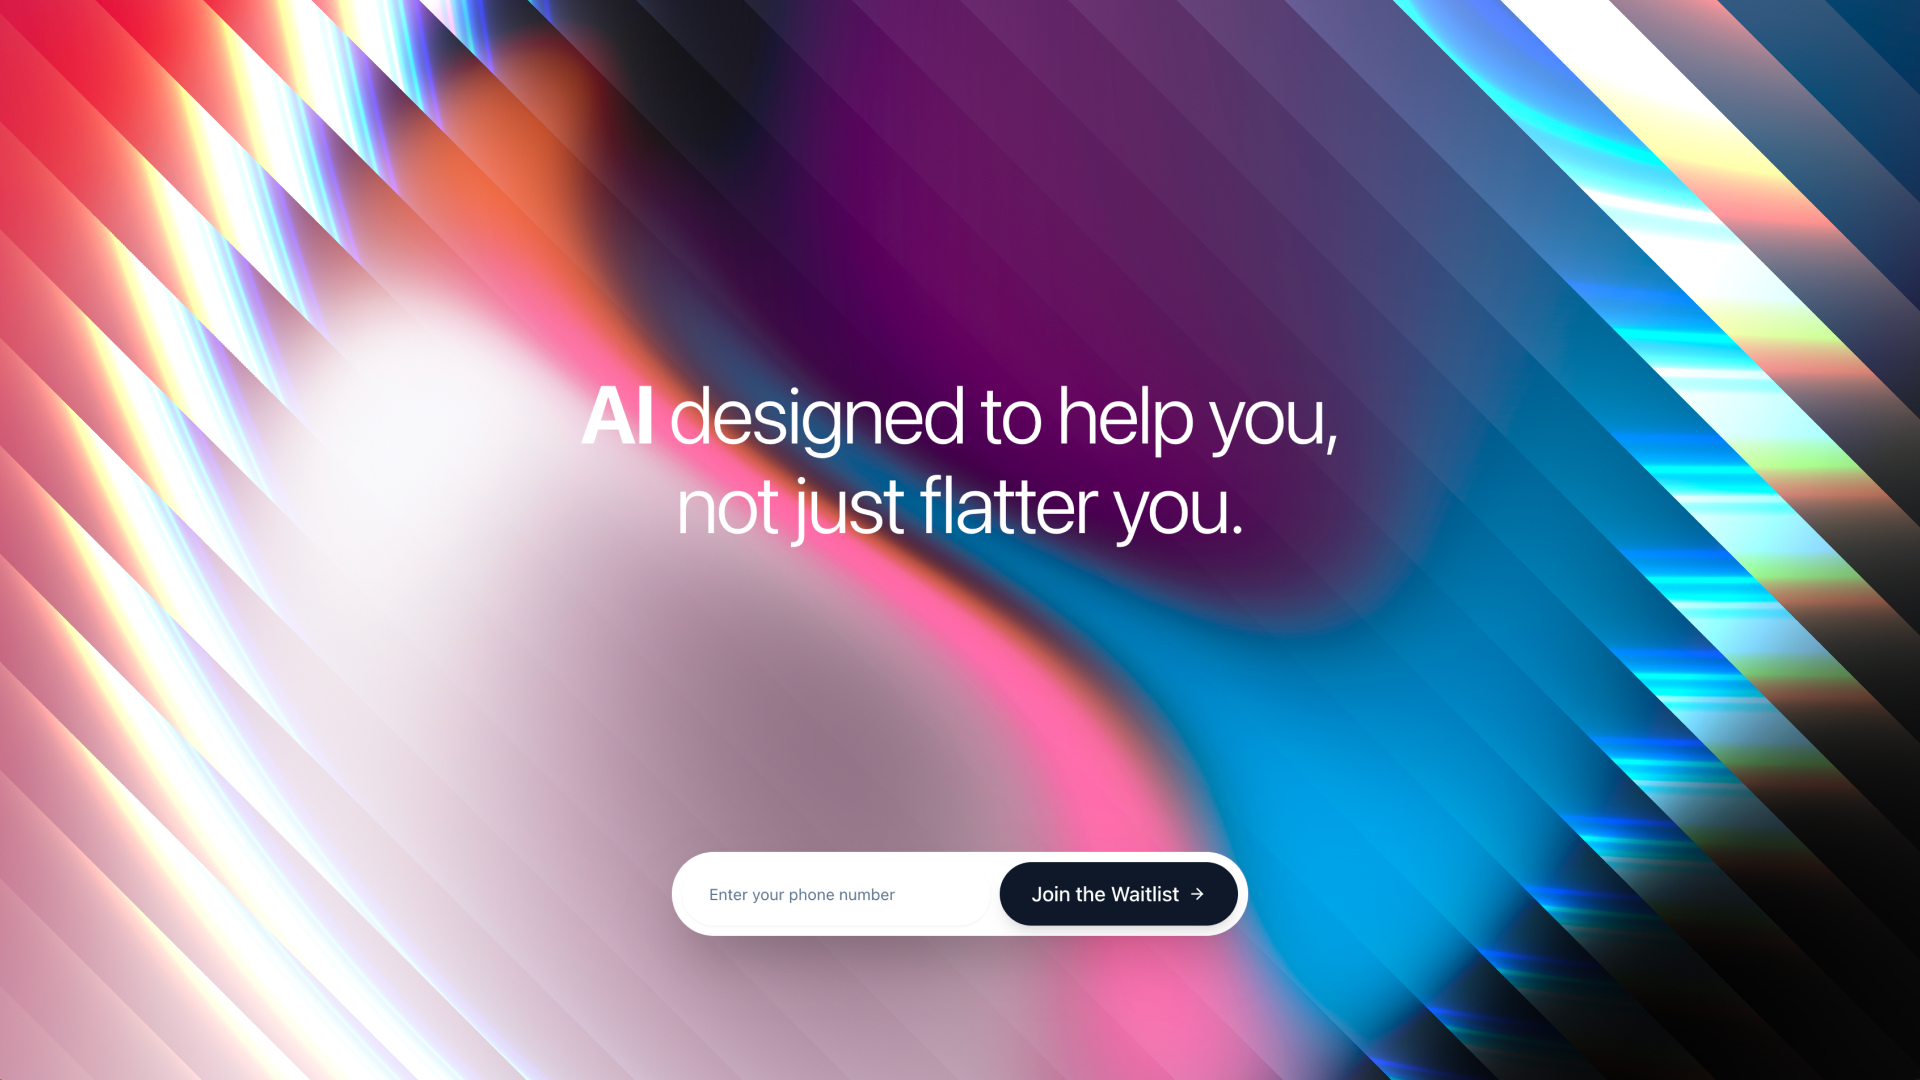 AI designed to help you,
not just flatter you.
Enter your phone number
Join the Waitlist →